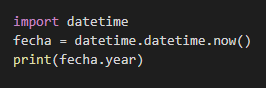 import datetime
fecha = datetime.datetime.now()
print(fecha.year)